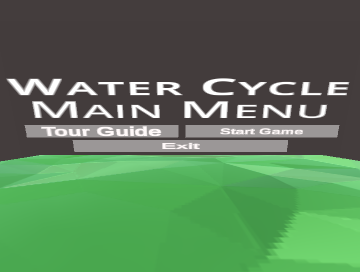 Water Cycle
Main Menu
Tour Guide Start Game
Exit